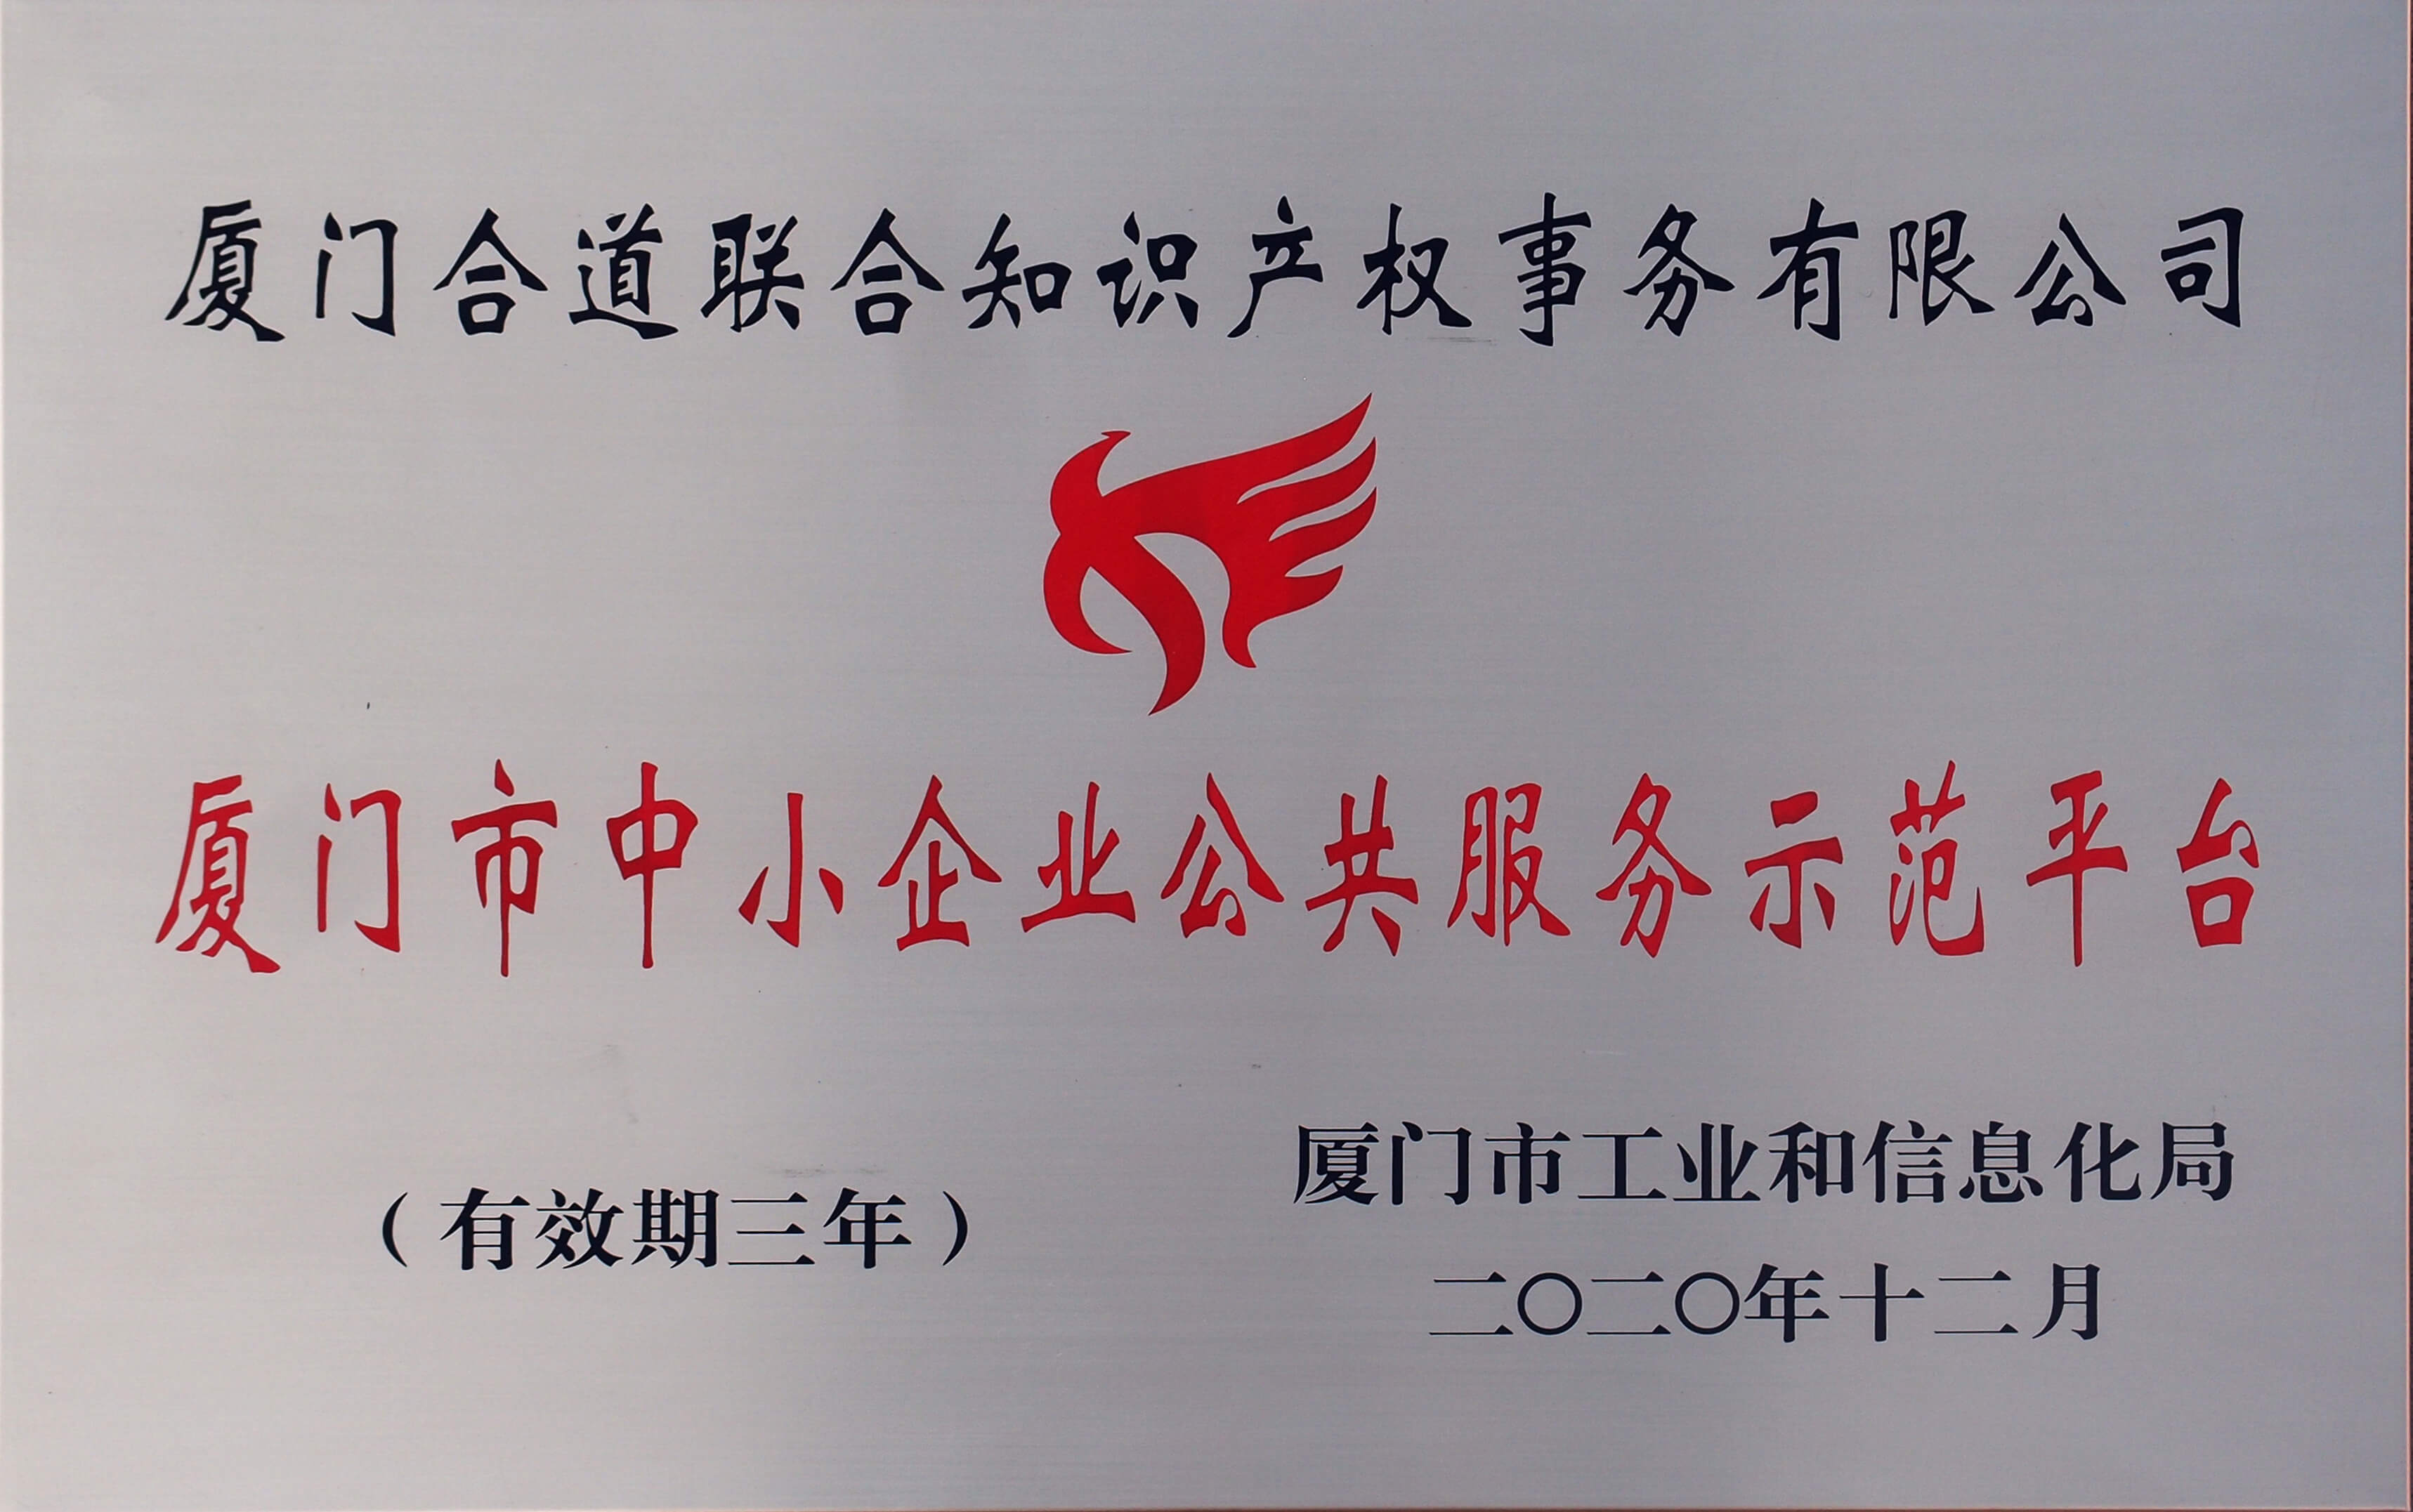 厦门合道联合知识产权事务有限公司
厦门市中小企业公共服务示范平台
（有效期三年）
厦门市工业和信息化局
二〇二〇年十二月